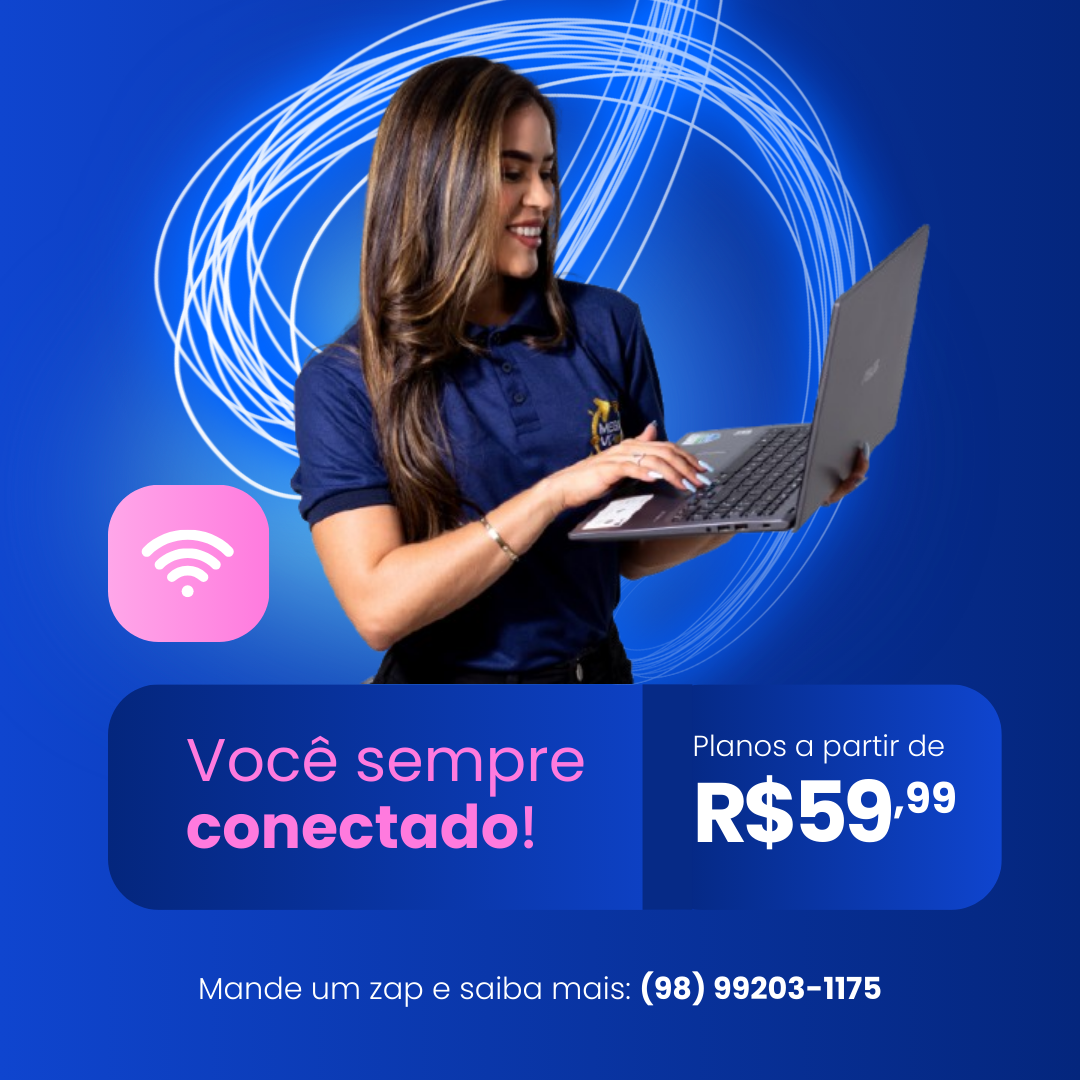 Você sempre
conectado!
Planos a partir de
R$59,99
Mande um zap e saiba mais: (98) 99203-1175